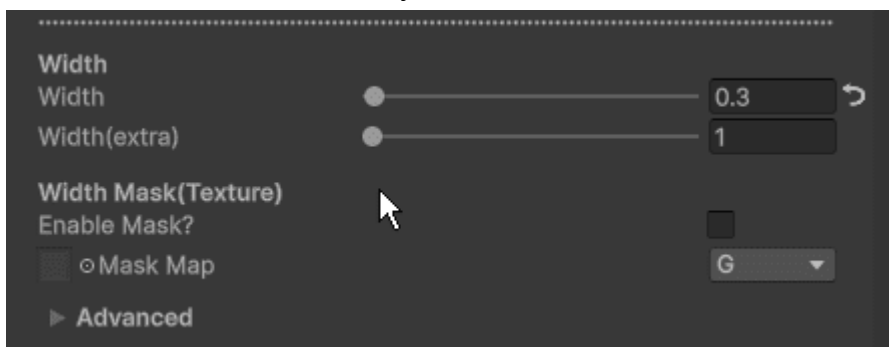 Width
Width 0.3
Width(extra) 1
Width Mask(Texture)
Enable Mask?
Mask Map G
Advanced